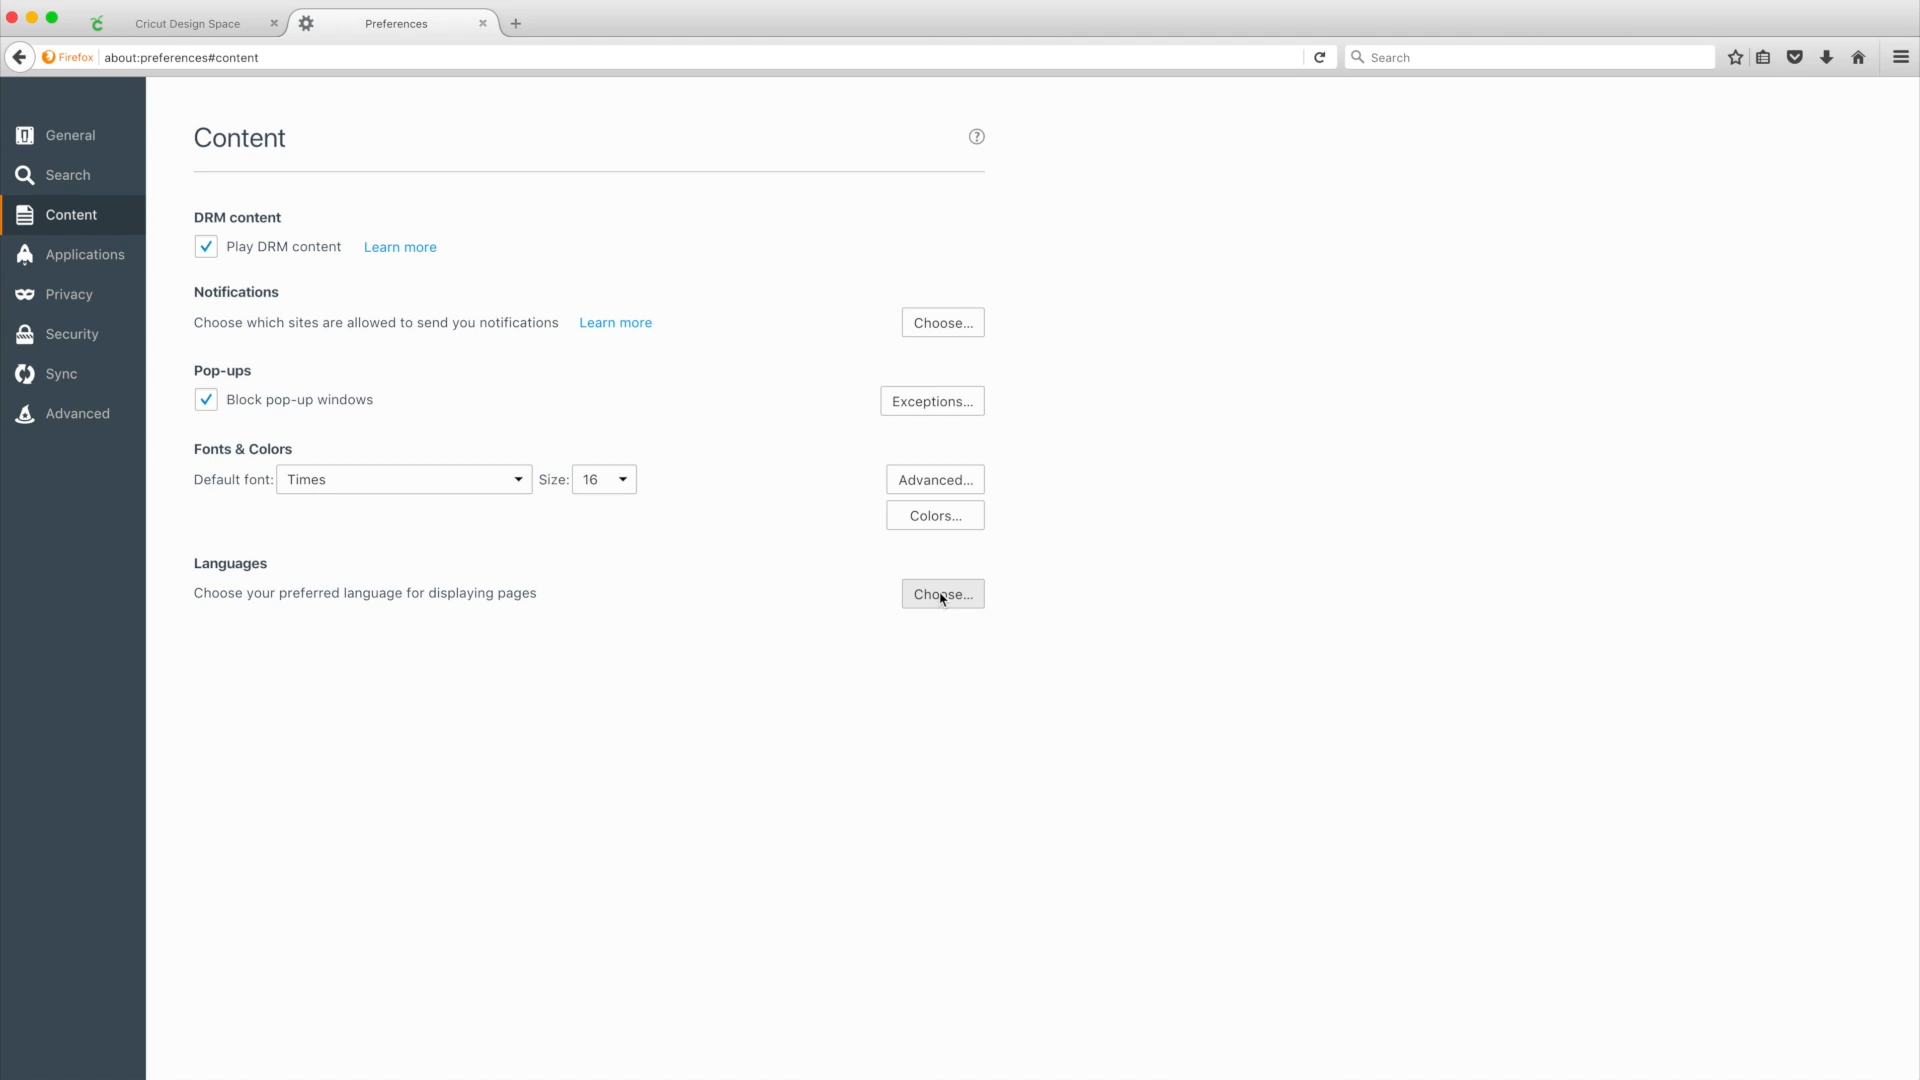 Cricut Design Space
Preferences
Firefox about:preferences#content
Search
General
Search
Content
Applications
Privacy
Security
Sync
Advanced
Content
DRM content
Play DRM content Learn more
Notifications
Choose which sites are allowed to send you notifications Learn more Choose...
Pop-ups
Block pop-up windows Exceptions...
Fonts & Colors
Default font: Times Size: 16 Advanced...
Colors...
Languages
Choose your preferred language for displaying pages Choose...